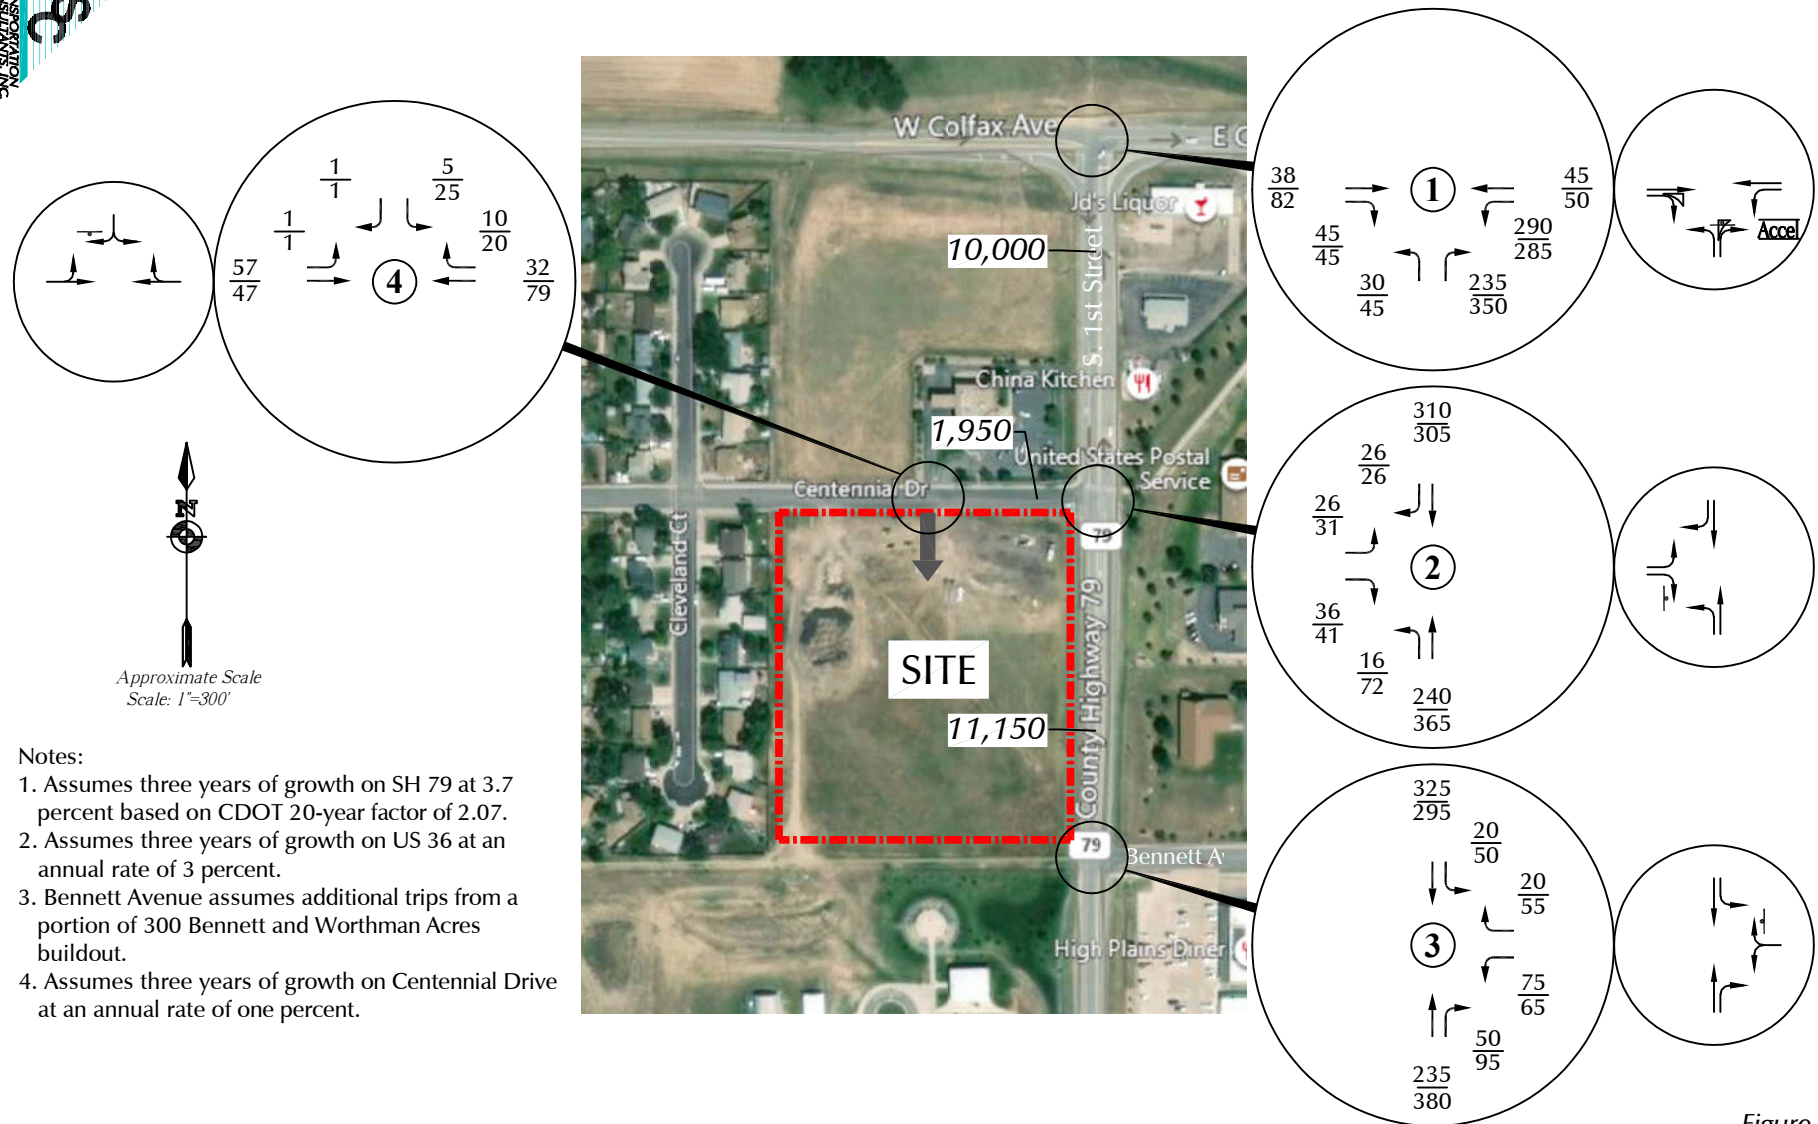 NSPORTATION
NSULTANTS, INC.
SC
1
1
5
25
1
1
10
20
57
47
4
32
79
N
Approximate Scale
Scale: 1"=300'
Notes:
1. Assumes three years of growth on SH 79 at 3.7
percent based on CDOT 20-year factor of 2.07.
2. Assumes three years of growth on US 36 at an
annual rate of 3 percent.
3. Bennett Avenue assumes additional trips from a
portion of 300 Bennett and Worthman Acres
buildout.
4. Assumes three years of growth on Centennial Drive
at an annual rate of one percent.
W Colfax Ave
E C
Jd's Liquor
10,000
S. 1st Street
China Kitchen
1,950
United States Postal
Service
Centennial Dr
79
Cleveland Ct
SITE
County Highway 79
11,150
79
Bennett A
High Plains Diner
38
82
1
45
50
45
45
290
285
30
45
235
350
Accel
310
305
26
26
26
31
2
36
41
16
72
240
365
325
295
20
50
20
55
3
75
65
50
95
235
380
Figure